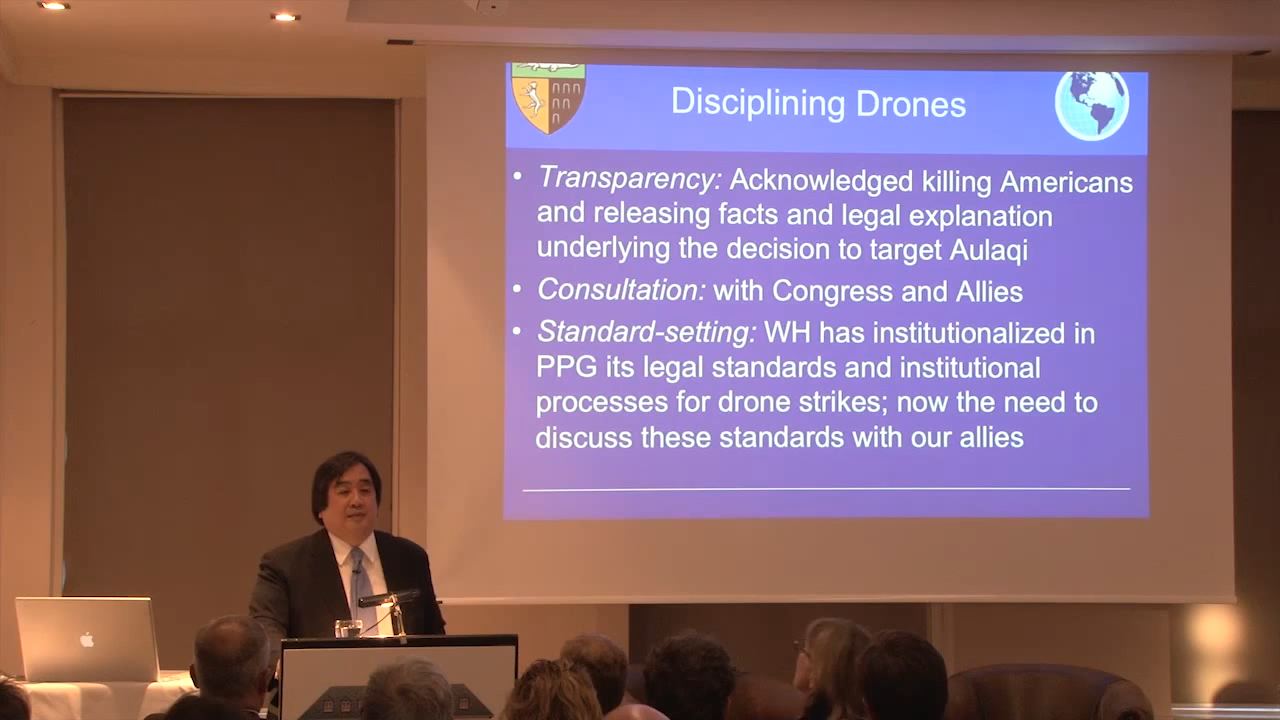 Disciplining Drones
• Transparency: Acknowledged killing Americans
and releasing facts and legal explanation
underlying the decision to target Aulaqi
• Consultation: with Congress and Allies
• Standard-setting: WH has institutionalized in
PPG its legal standards and institutional
processes for drone strikes; now the need to
discuss these standards with our allies